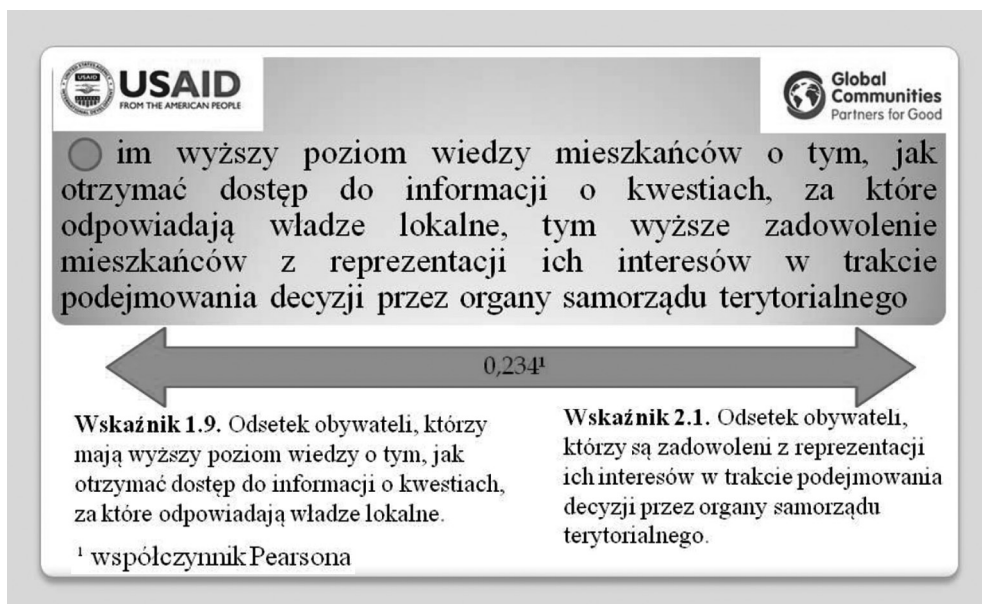 USAID
FROM THE AMERICAN PEOPLE
Global
Communities
Partners for Good
im wyższy poziom wiedzy mieszkańców o tym, jak
otrzymać dostęp do informacji o kwestiach, za które
odpowiadają władze lokalne, tym wyższe zadowolenie
mieszkańców z reprezentacji ich interesów w trakcie
podejmowania decyzji przez organy samorządu terytorialnego
0,234¹
Wskaźnik 1.9. Odsetek obywateli, którzy
mają wyższy poziom wiedzy o tym, jak
otrzymać dostęp do informacji o kwestiach,
za które odpowiadają władze lokalne.
¹ współczynnik Pearsona
Wskaźnik 2.1. Odsetek obywateli,
którzy są zadowoleni z reprezentacji
ich interesów w trakcie podejmowania
decyzji przez organy samorządu
terytorialnego.